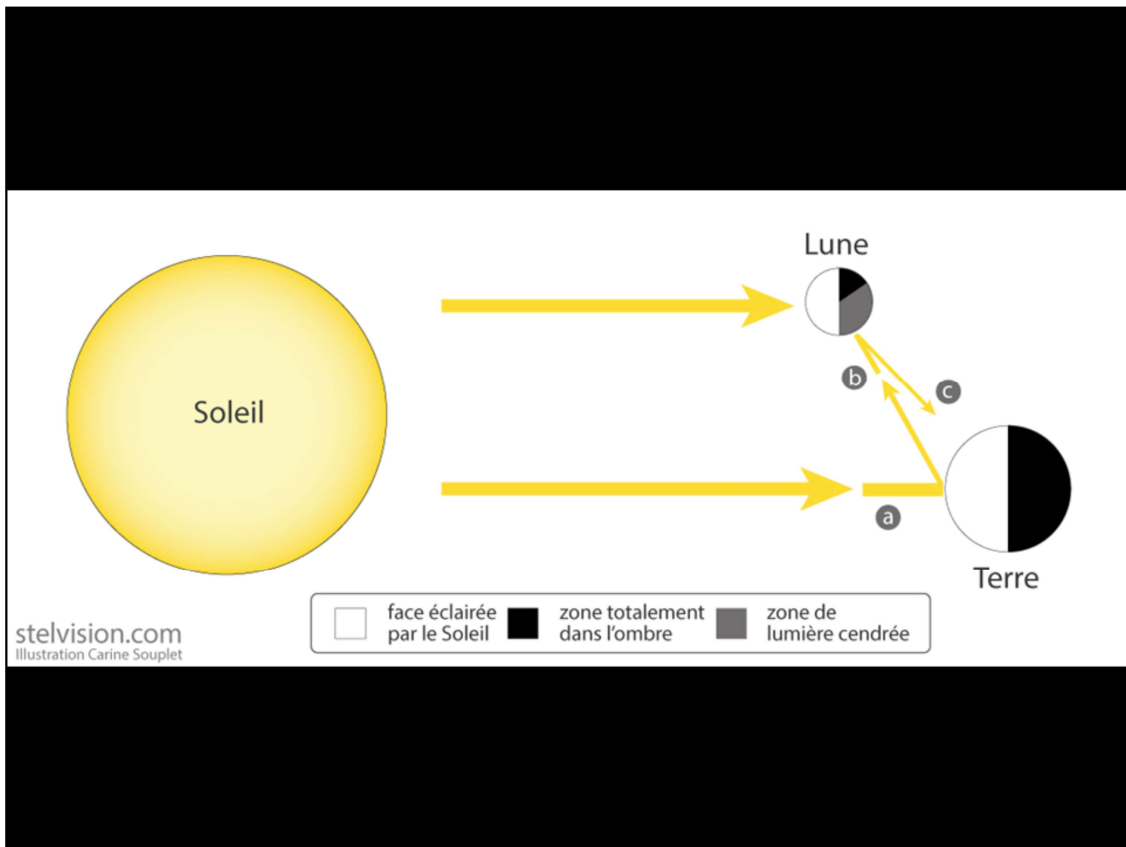 Lune
Soleil
b
c
a
Terre
face éclairée
par le Soleil
zone totalement
dans l'ombre
zone de
lumière cendrée
stelvision.com
Illustration Carine Souplet